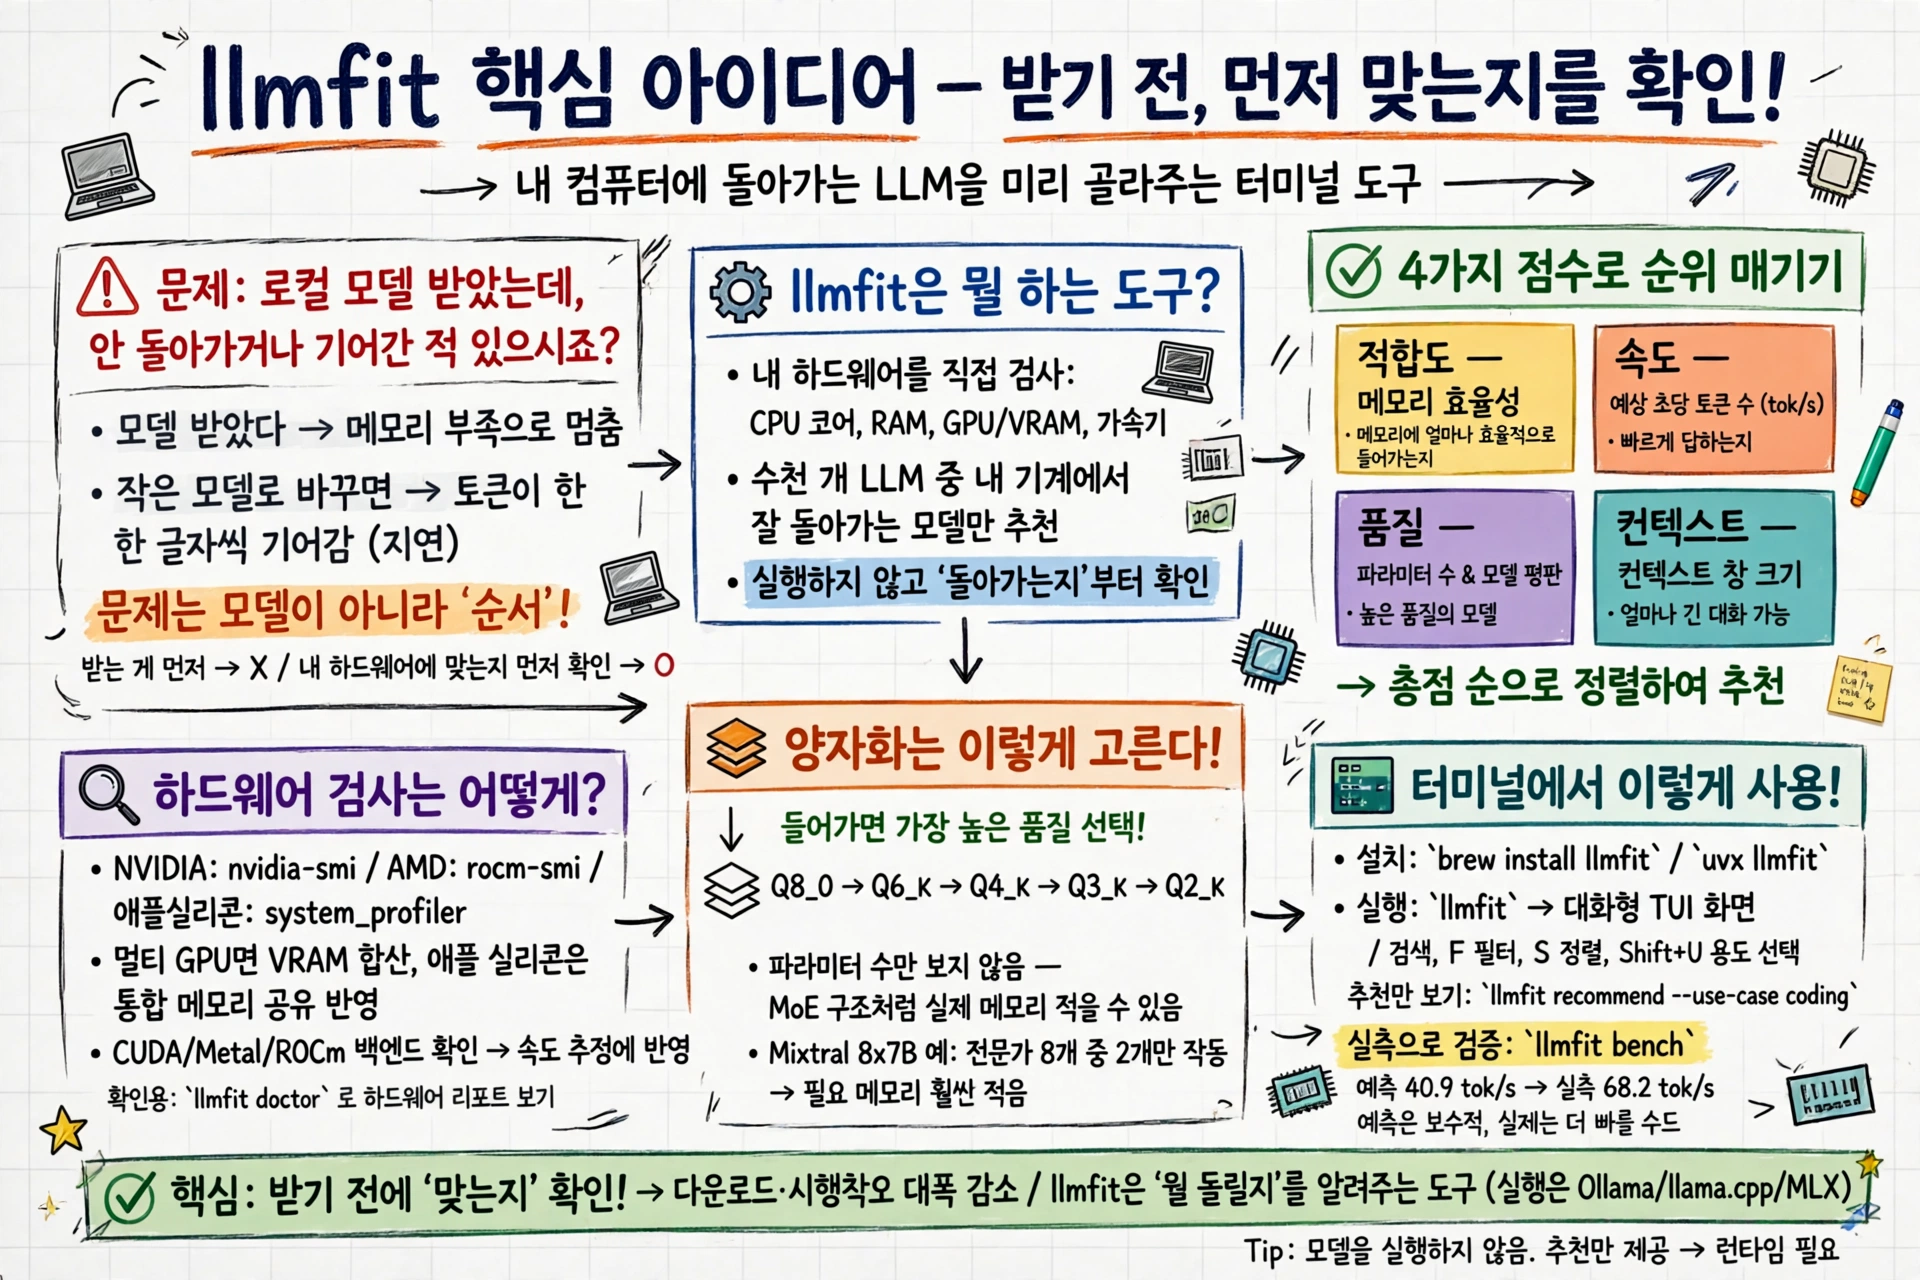 llmfit 핵심 아이디어 – 받기 전, 먼저 맞는지를 확인!
→ 내 컴퓨터에 돌아가는 LLM을 미리 골라주는 터미널 도구 →
문제: 로컬 모델 받았는데,
안 돌아가거나 기어간 적 있으시죠?
• 모델 받았다 → 메모리 부족으로 멈춤
• 작은 모델로 바꾸면 → 토큰이 한
한 글자씩 기어감 (지연)
문제는 모델이 아니라 ‘순서’!
받는 게 먼저 → X / 내 하드웨어에 맞는지 먼저 확인 → O
llmfit은 뭘 하는 도구?
• 내 하드웨어를 직접 검사:
CPU 코어, RAM, GPU/VRAM, 가속기
• 수천 개 LLM 중 내 기계에서
잘 돌아가는 모델만 추천
• 실행하지 않고 ‘돌아가는지’부터 확인
4가지 점수로 순위 매기기
적합도 —
메모리 효율성
• 메모리에 얼마나 효율적으로
들어가는지
속도 —
예상 초당 토큰 수 (tok/s)
• 빠르게 답하는지
품질 —
파라미터 수 & 모델 평판
• 높은 품질의 모델
컨텍스트 —
컨텍스트 창 크기
• 얼마나 긴 대화 가능
→ 총점 순으로 정렬하여 추천
하드웨어 검사는 어떻게?
• NVIDIA: nvidia-smi / AMD: rocm-smi /
애플실리콘: system_profiler
• 멀티 GPU면 VRAM 합산, 애플 실리콘은
통합 메모리 공유 반영
• CUDA/Metal/ROCm 백엔드 확인 → 속도 추정에 반영
확인용: `llmfit doctor` 로 하드웨어 리포트 보기
양자화는 이렇게 고른다!
들어가면 가장 높은 품질 선택!
Q8_0 → Q6_K → Q4_K → Q3_K → Q2_K
• 파라미터 수만 보지 않음 —
MoE 구조처럼 실제 메모리 적을 수 있음
• Mixtral 8x7B 예: 전문가 8개 중 2개만 작동
→ 필요 메모리 훨싼 적음
터미널에서 이렇게 사용!
• 설치: `brew install llmfit` / `uvx llmfit`
• 실행: `llmfit` → 대화형 TUI 화면
/ 검색, F 필터, S 정렬, Shift+U 용도 선택
추천만 보기: `llmfit recommend --use-case coding`
실측으로 검증: `llmfit bench`
예측 40.9 tok/s → 실측 68.2 tok/s
예측은 보수적, 실제는 더 빠를 수드
핵심: 받기 전에 ‘맞는지’ 확인! → 다운로드·시행착오 대폭 감소 / llmfit은 ‘월 돌릴지’를 알려주는 도구 (실행은 Ollama/llama.cpp/MLX)
Tip: 모델을 실행하지 않음. 추천만 제공 → 런타임 필요